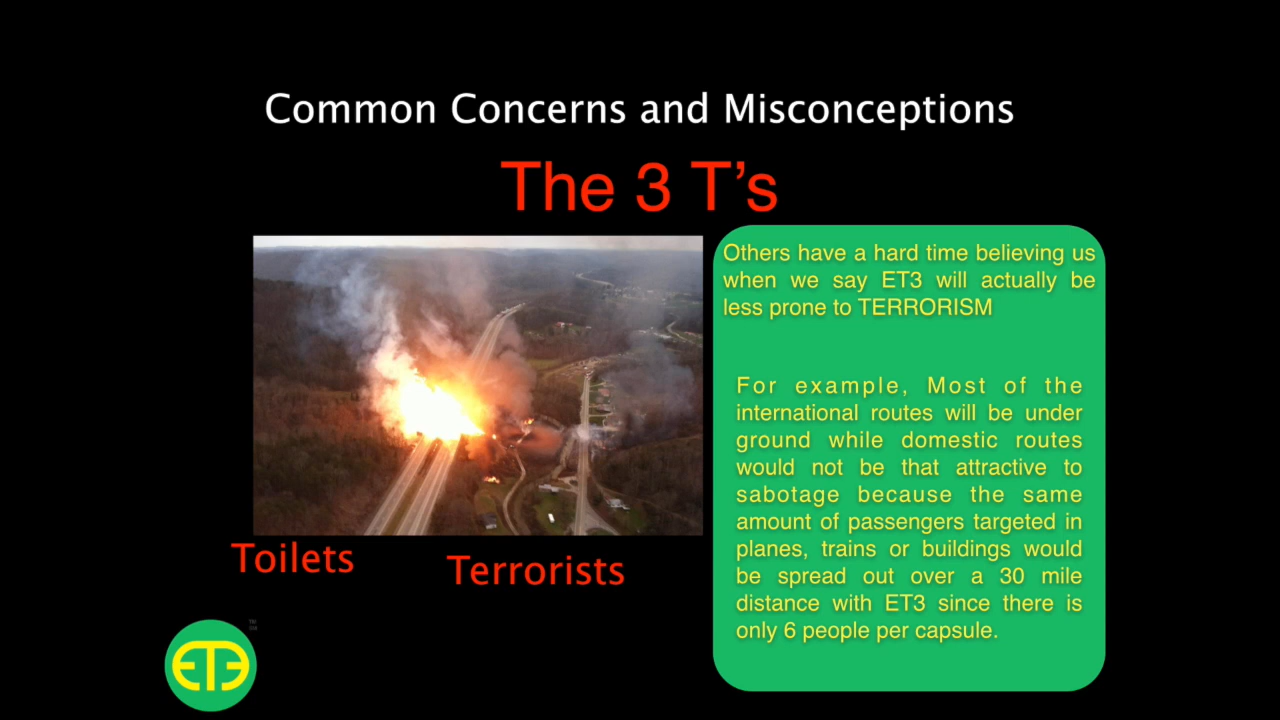 Common Concerns and Misconceptions
The 3 T’s
Others have a hard time believing us
when we say ET3 will actually be
less prone to TERRORISM
For example, Most of the
international routes will be under
ground while domestic routes
would not be that attractive to
sabotage because the same
amount of passengers targeted in
planes, trains or buildings would
be spread out over a 30 mile
distance with ET3 since there is
only 6 people per capsule.
Toilets
Terrorists
ET3
TM